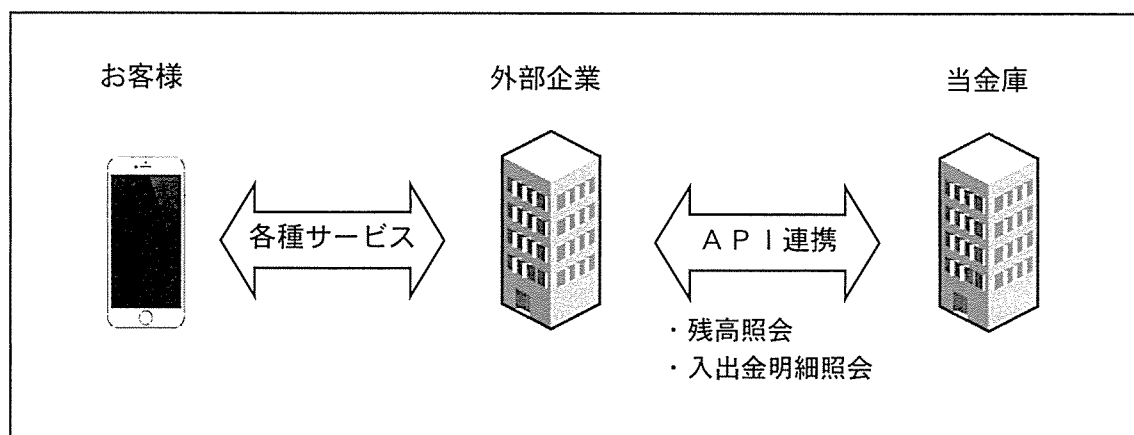 お客様
外部企業
当金庫
各種サービス
ＡＰＩ連携
・残高照会
・入出金明細照会